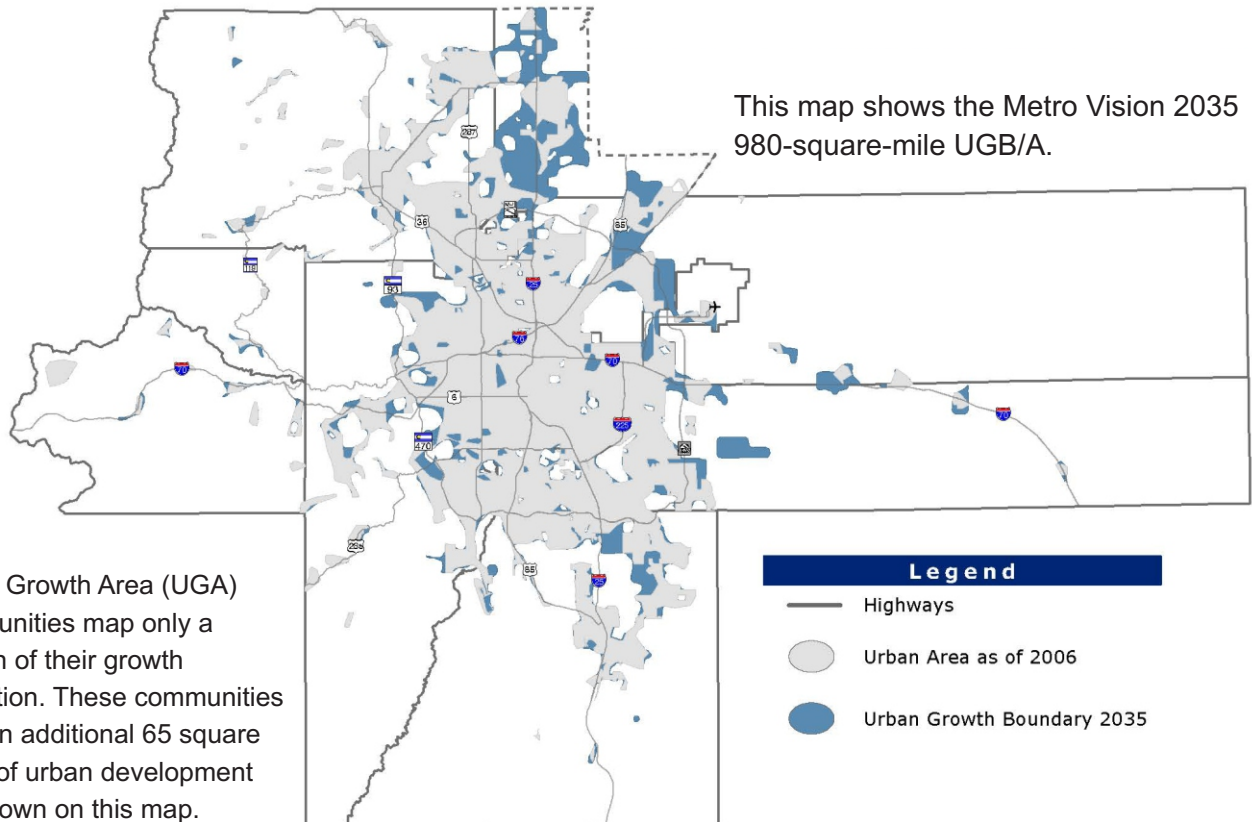 This map shows the Metro Vision 2035
980-square-mile UGB/A.
287
36
85
119
93
25
76
70
70
70
6
225
470
285
85
25
Growth Area (UGA)
unities map only a
n of their growth
tion. These communities
n additional 65 square
of urban development
own on this map.
Legend
Highways
Urban Area as of 2006
Urban Growth Boundary 2035